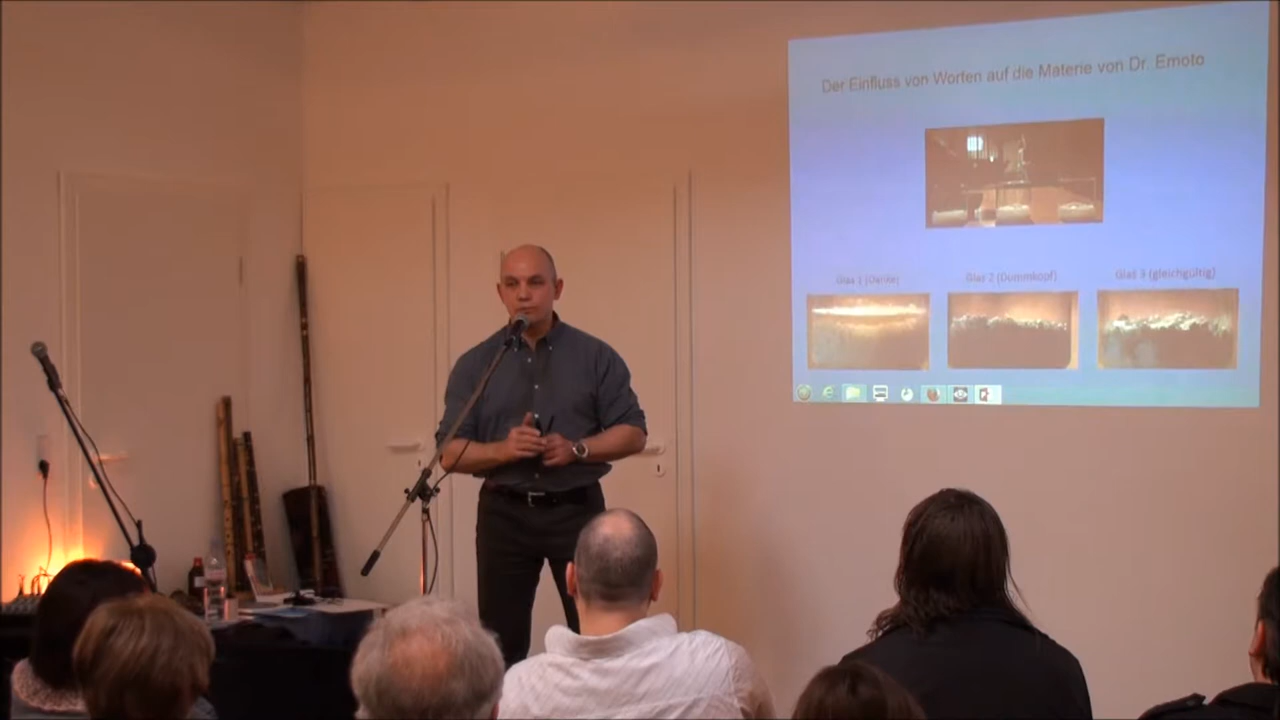 Der Einfluss von Worten auf die Materie von Dr. Emoto
Glas 1 (Danke)
Glas 2 (Dummkopf)
Glas 3 (gleichgültig)